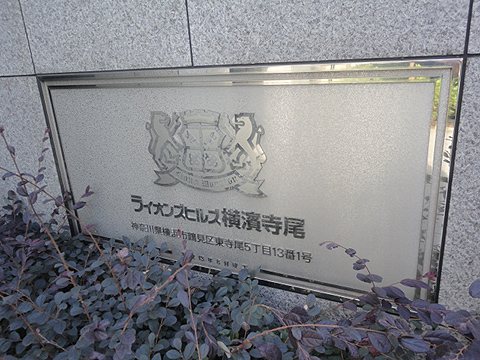 ライオンズヒルズ横濱寺尾
神奈川県横浜市鶴見区東寺尾5丁目13番1号